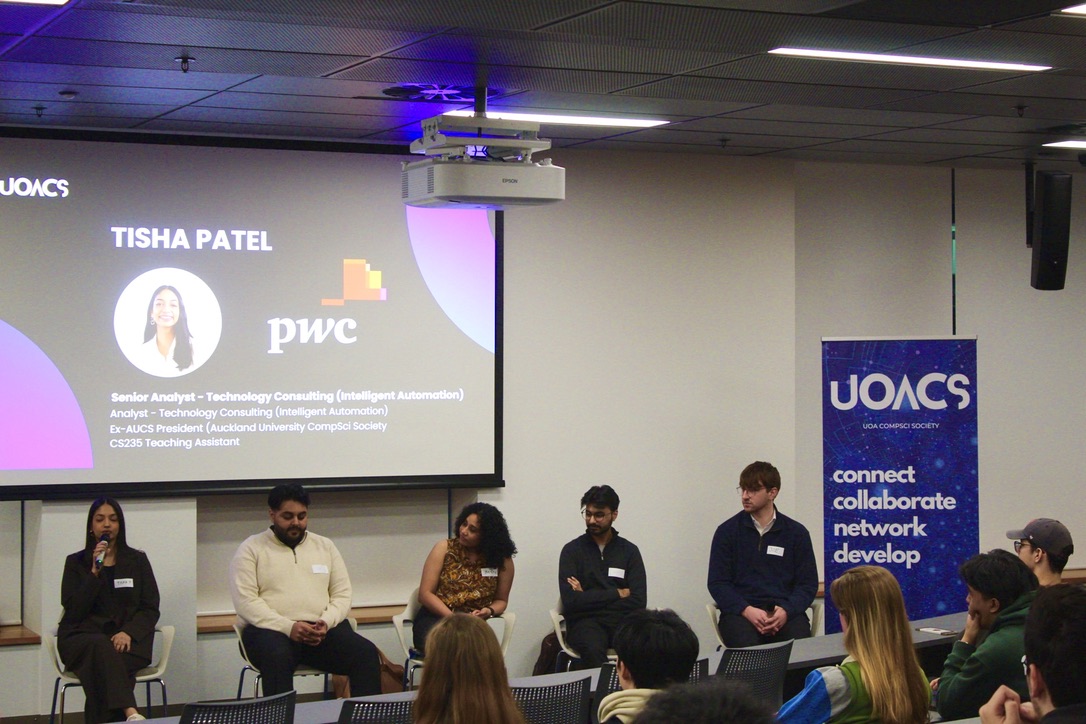 UOACS
TISHA PATEL
pwc
Senior Analyst - Technology Consulting (Intelligent Automation)
Analyst - Technology Consulting (Intelligent Automation)
Ex-AUCS President (Auckland University CompSci Society
CS235 Teaching Assistant
EPSON
UOACS
UOA COMPSCI SOCIETY
connect
collaborate
network
develop